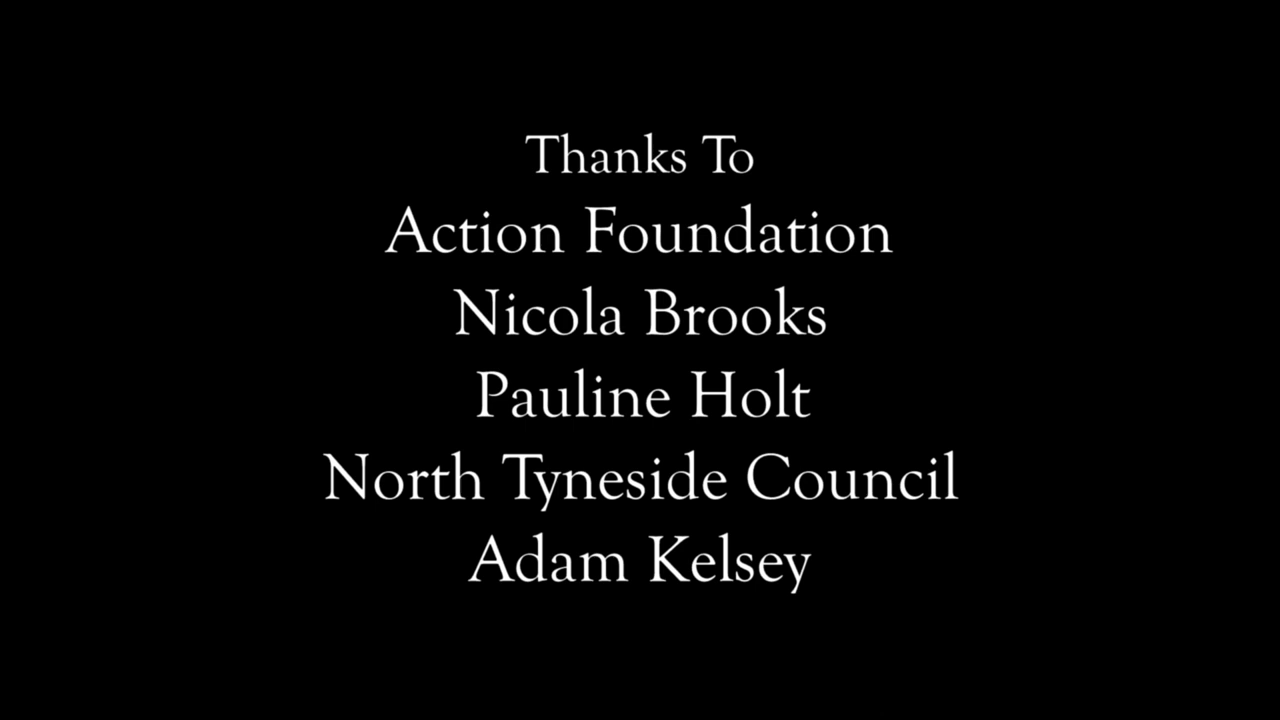 Thanks To
Action Foundation
Nicola Brooks
Pauline Holt
North Tyneside Council
Adam Kelsey